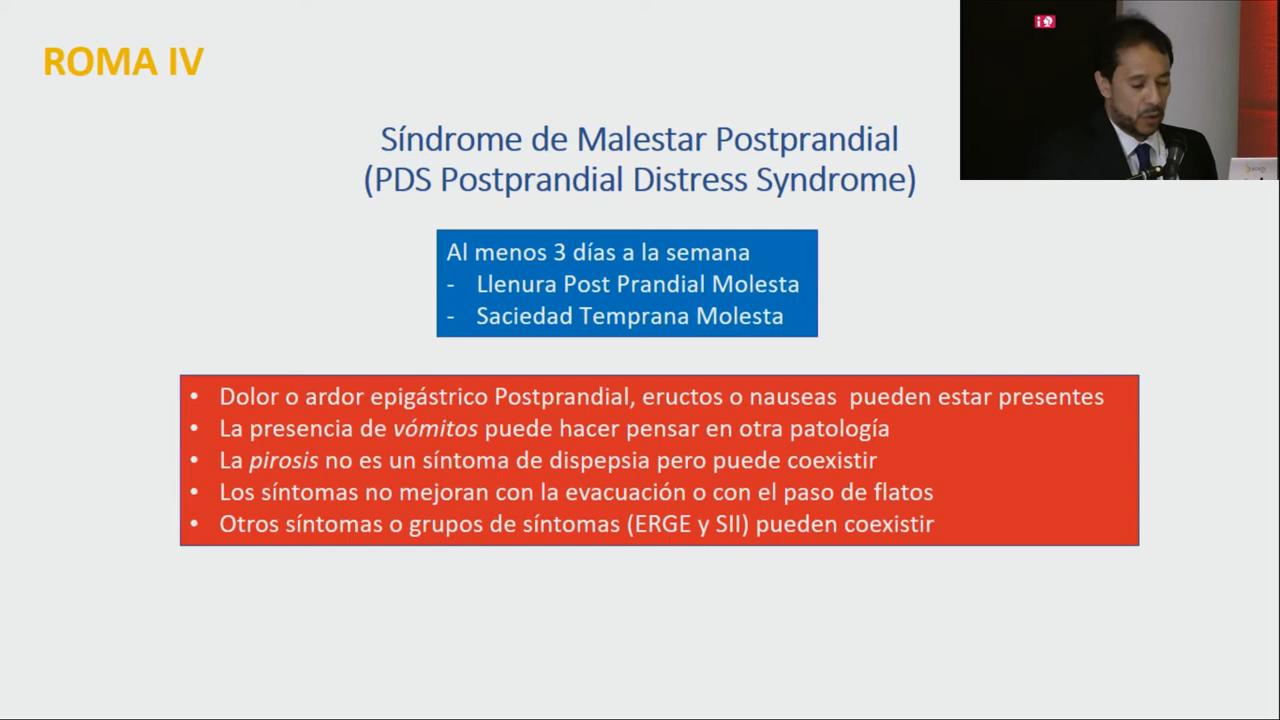 ROMA IV
Síndrome de Malestar Postprandial
(PDS Postprandial Distress Syndrome)
Al menos 3 días a la semana
- Llenura Post Prandial Molesta
- Saciedad Temprana Molesta
• Dolor o ardor epigástrico Postprandial, eructos o nauseas pueden estar presentes
• La presencia de vómitos puede hacer pensar en otra patología
• La pirosis no es un síntoma de dispepsia pero puede coexistir
• Los síntomas no mejoran con la evacuación o con el paso de flatos
• Otros síntomas o grupos de síntomas (ERGE y SII) pueden coexistir